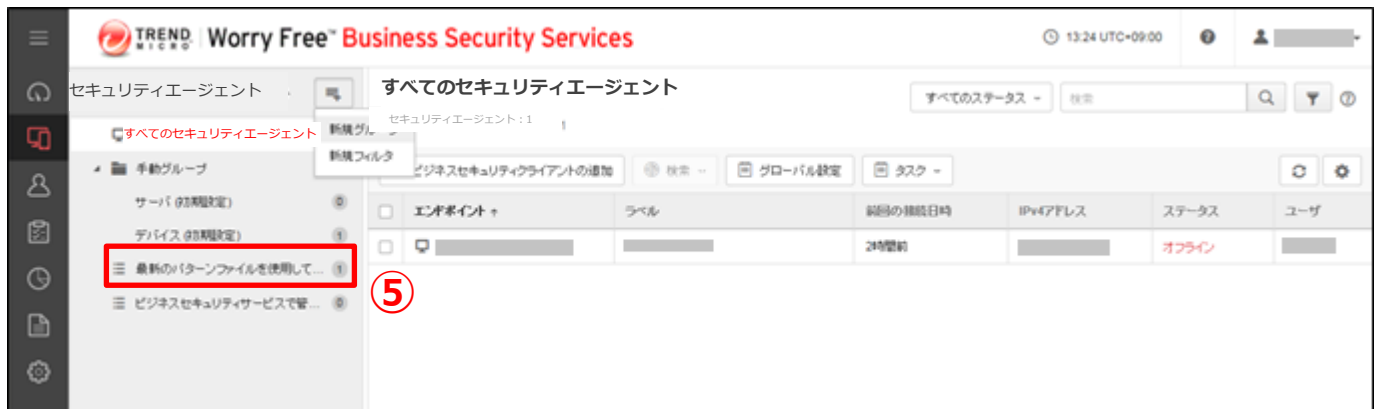 TREND MICRO Worry Free™ Business Security Services
13:24 UTC+09:00
セキュリティエージェント
すべてのセキュリティエージェント
すべてのステータス
検索
セキュリティエージェント：1
1
すべてのセキュリティエージェント
新規グループ
新規フィルタ
手動グループ
ビジネスセキュリティクライアントの追加
検索
グローバル設定
タスク
サーバ (初期設定) 0
エンドポイント ↑
ラベル
前回の接続日時
IPv4アドレス
ステータス
ユーザ
デバイス (初期設定) 1
2時間前
オフライン
最新のパターンファイルを使用して... 1
⑤
ビジネスセキュリティサービスで管... 0